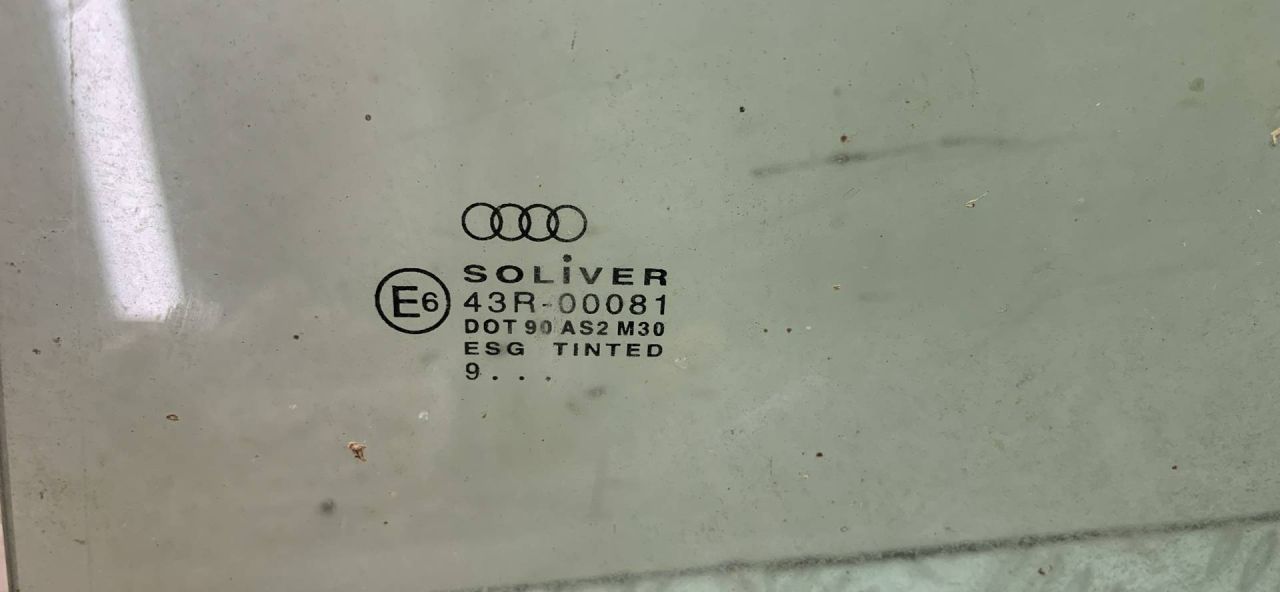 SOLiVER
E6 43R-00081
DOT 90 AS2 M30
ESG TINTED
9 . . .